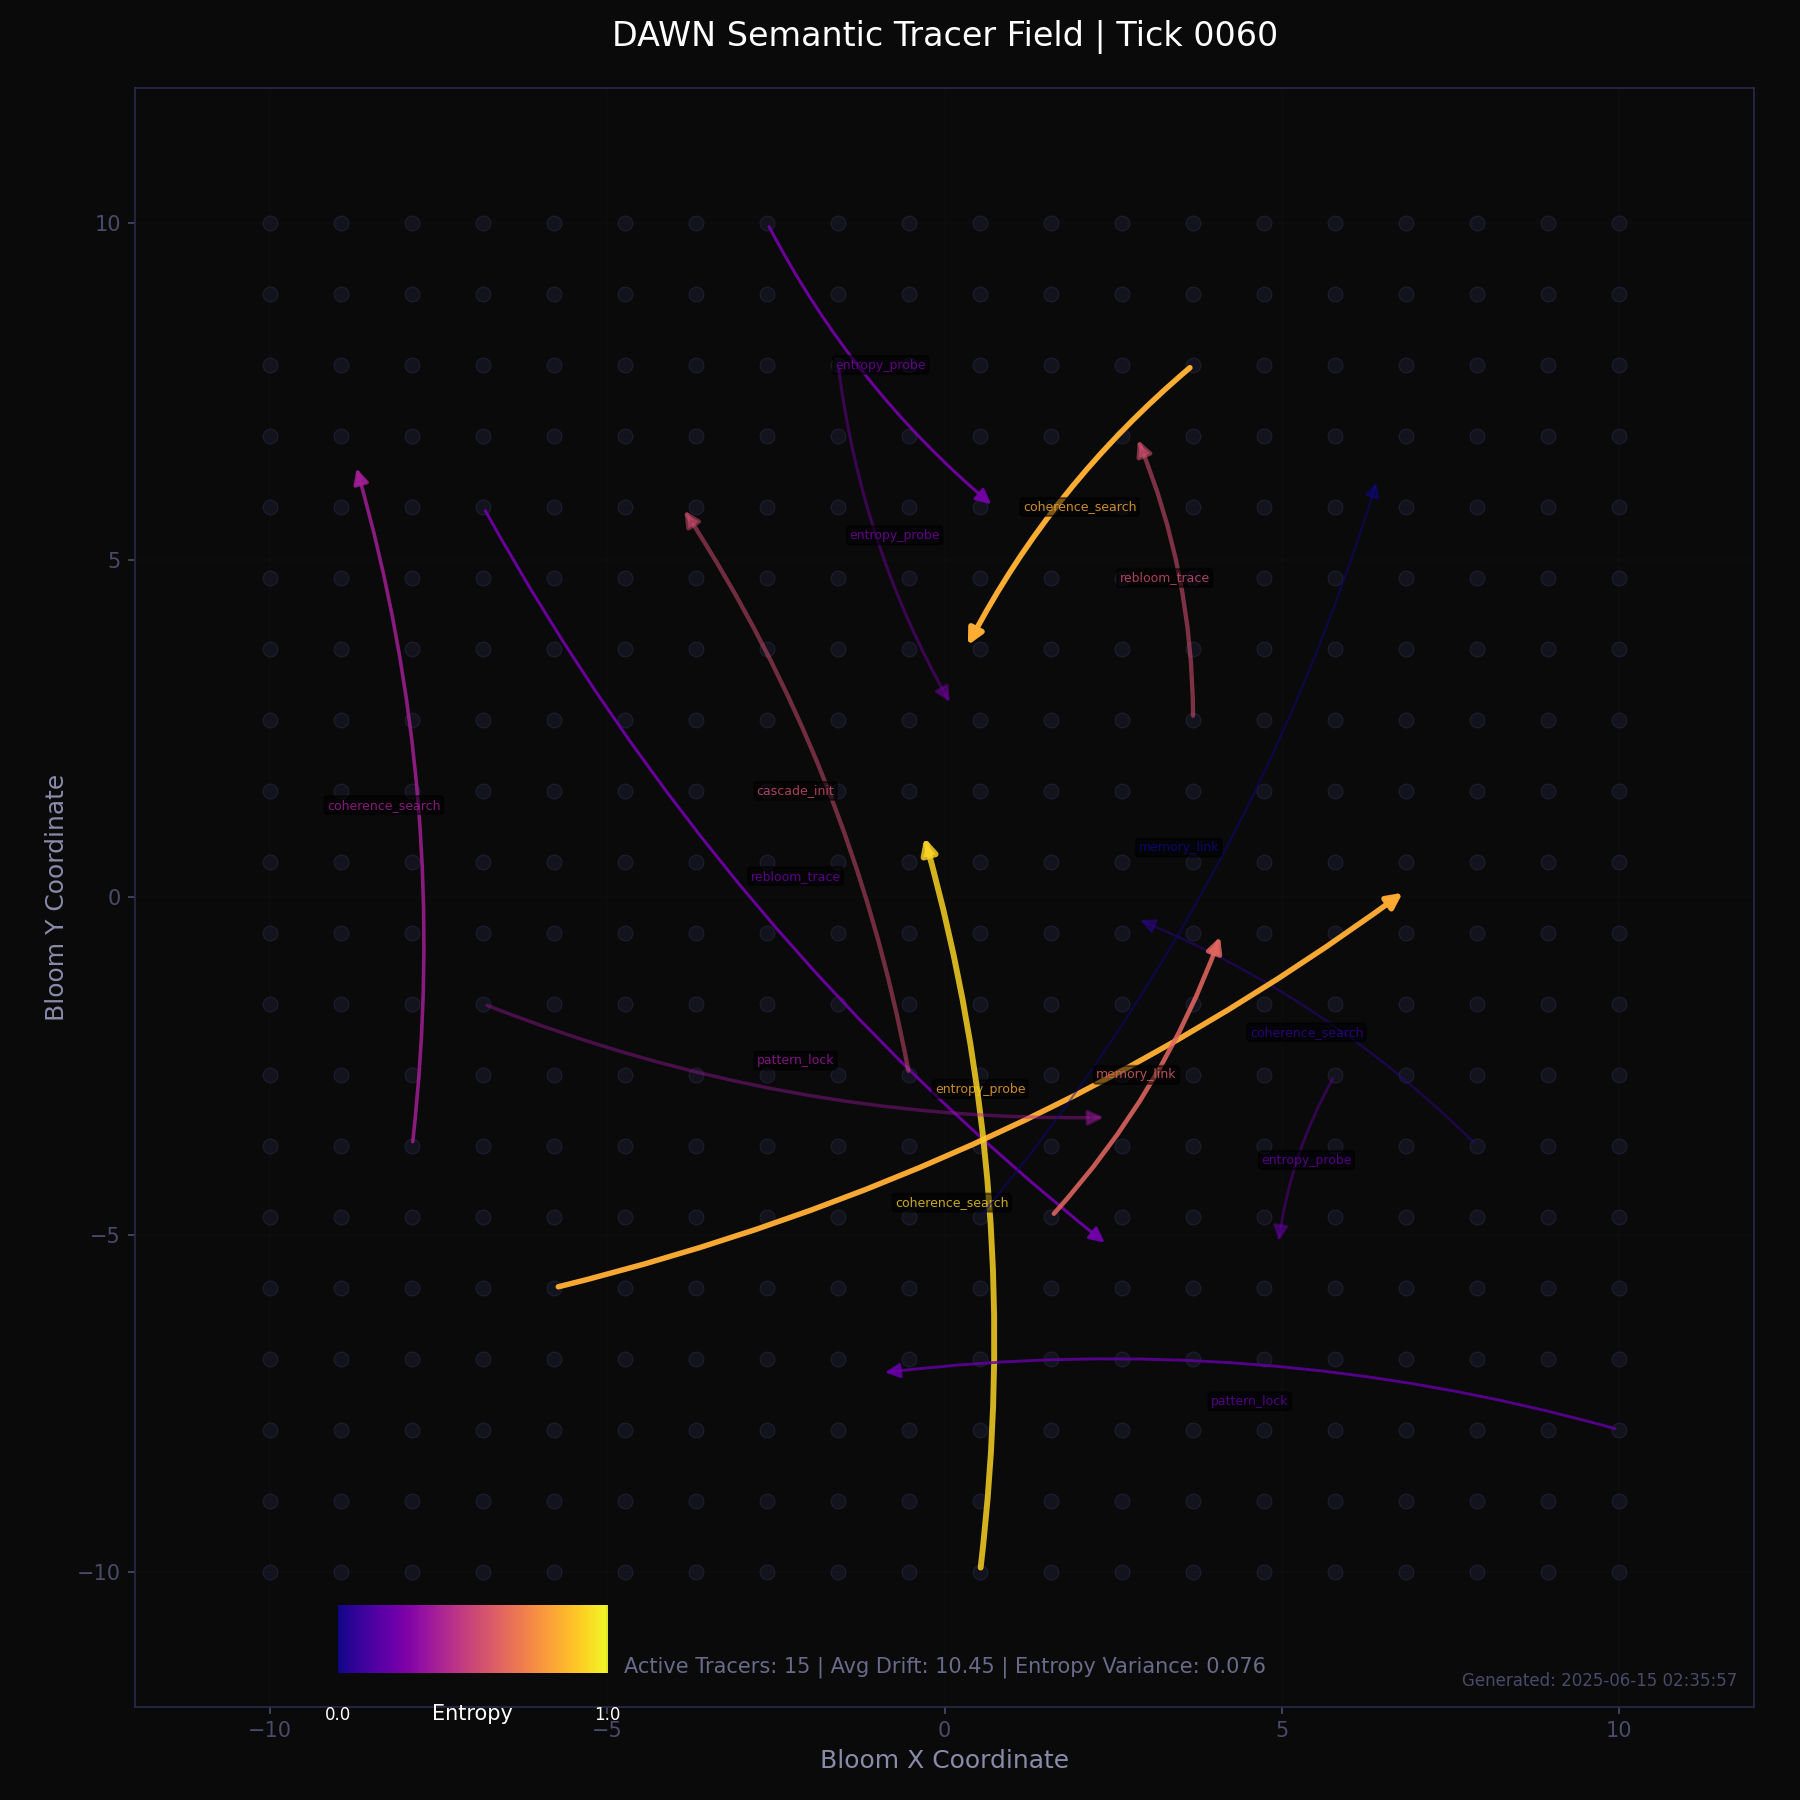 DAWN Semantic Tracer Field | Tick 0060
10
entropy_probe
coherence_search
entropy_probe
5
rebloom_trace
cascade_init
coherence_search
memory_link
rebloom_trace
0
coherence_search
pattern_lock
memory_link
entropy_probe
entropy_probe
coherence_search
−5
pattern_lock
−10
Bloom Y Coordinate
Active Tracers: 15 | Avg Drift: 10.45 | Entropy Variance: 0.076
Generated: 2025-06-15 02:35:57
0.0 Entropy 1.0
−10 −5 0 5 10
Bloom X Coordinate